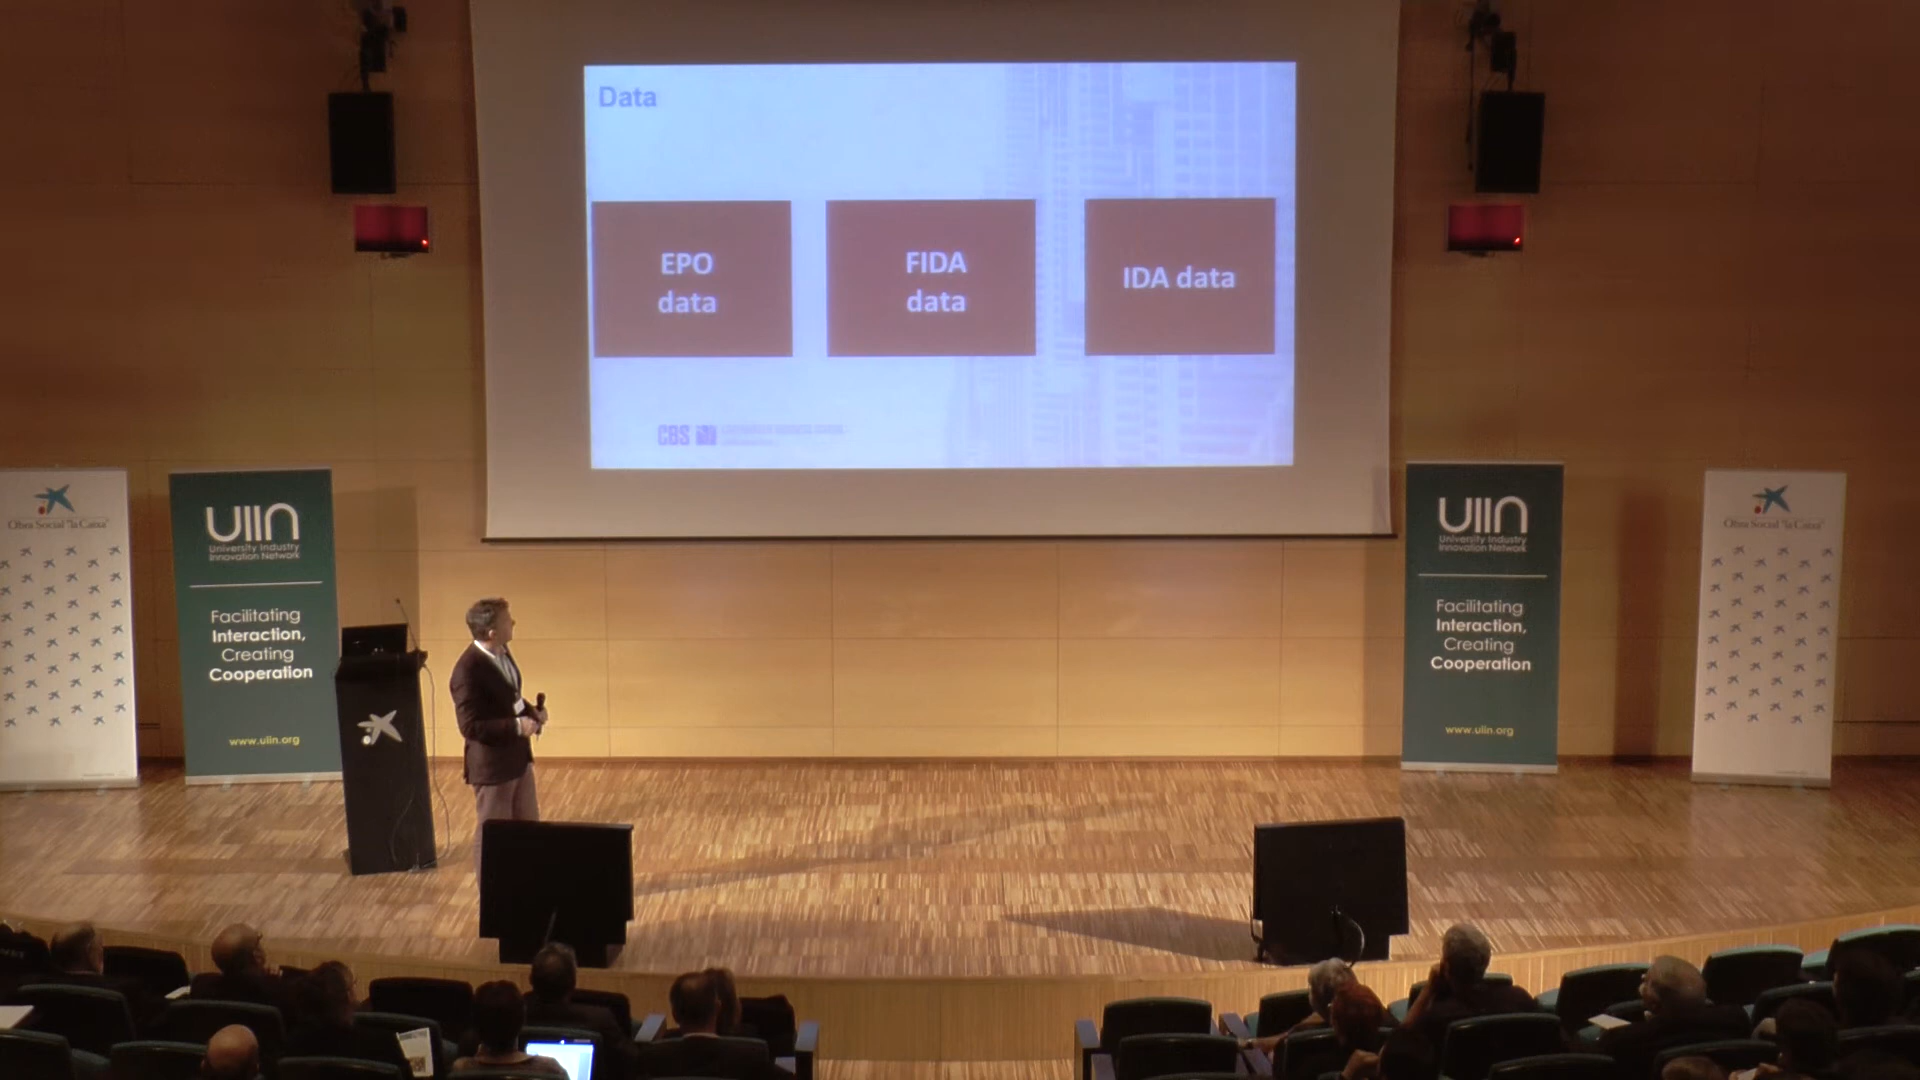 Data
EPO
data
FIDA
data
IDA data
CBS
Obra Social "la Caixa"
UIIN
University Industry
Innovation Network
Facilitating
Interaction,
Creating
Cooperation
www.uiin.org
UIIN
University Industry
Innovation Network
Facilitating
Interaction,
Creating
Cooperation
www.uiin.org
Obra Social "la Caixa"